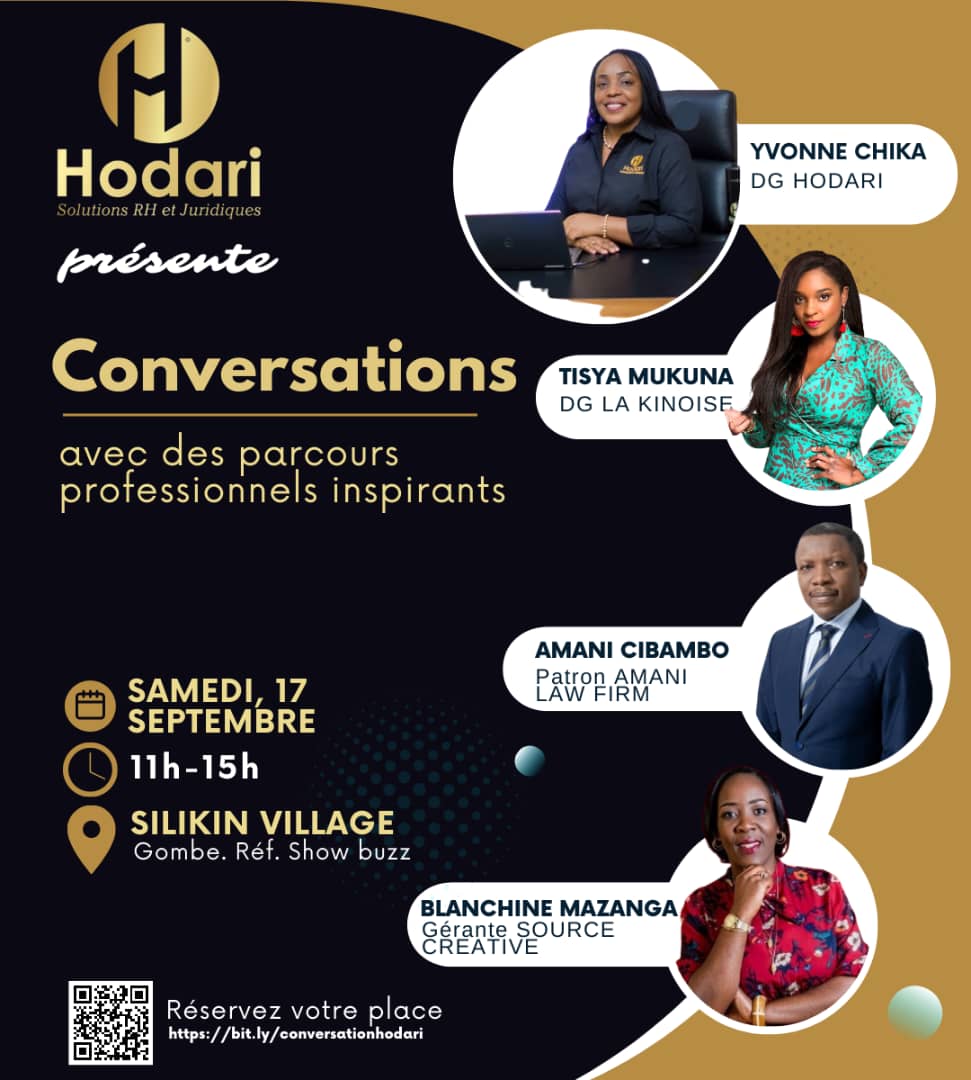 Hodari
Solutions RH et Juridiques
présente
Conversations
avec des parcours
professionnels inspirants
YVONNE CHIKA
DG HODARI
TISYA MUKUNA
DG LA KINOISE
AMANI CIBAMBO
Patron AMANI
LAW FIRM
BLANCHINE MAZANGA
Gérante SOURCE
CREATIVE
SAMEDI, 17
SEPTEMBRE
11h-15h
SILIKIN VILLAGE
Gombe. Réf. Show buzz
Réservez votre place
https://bit.ly/conversationhodari